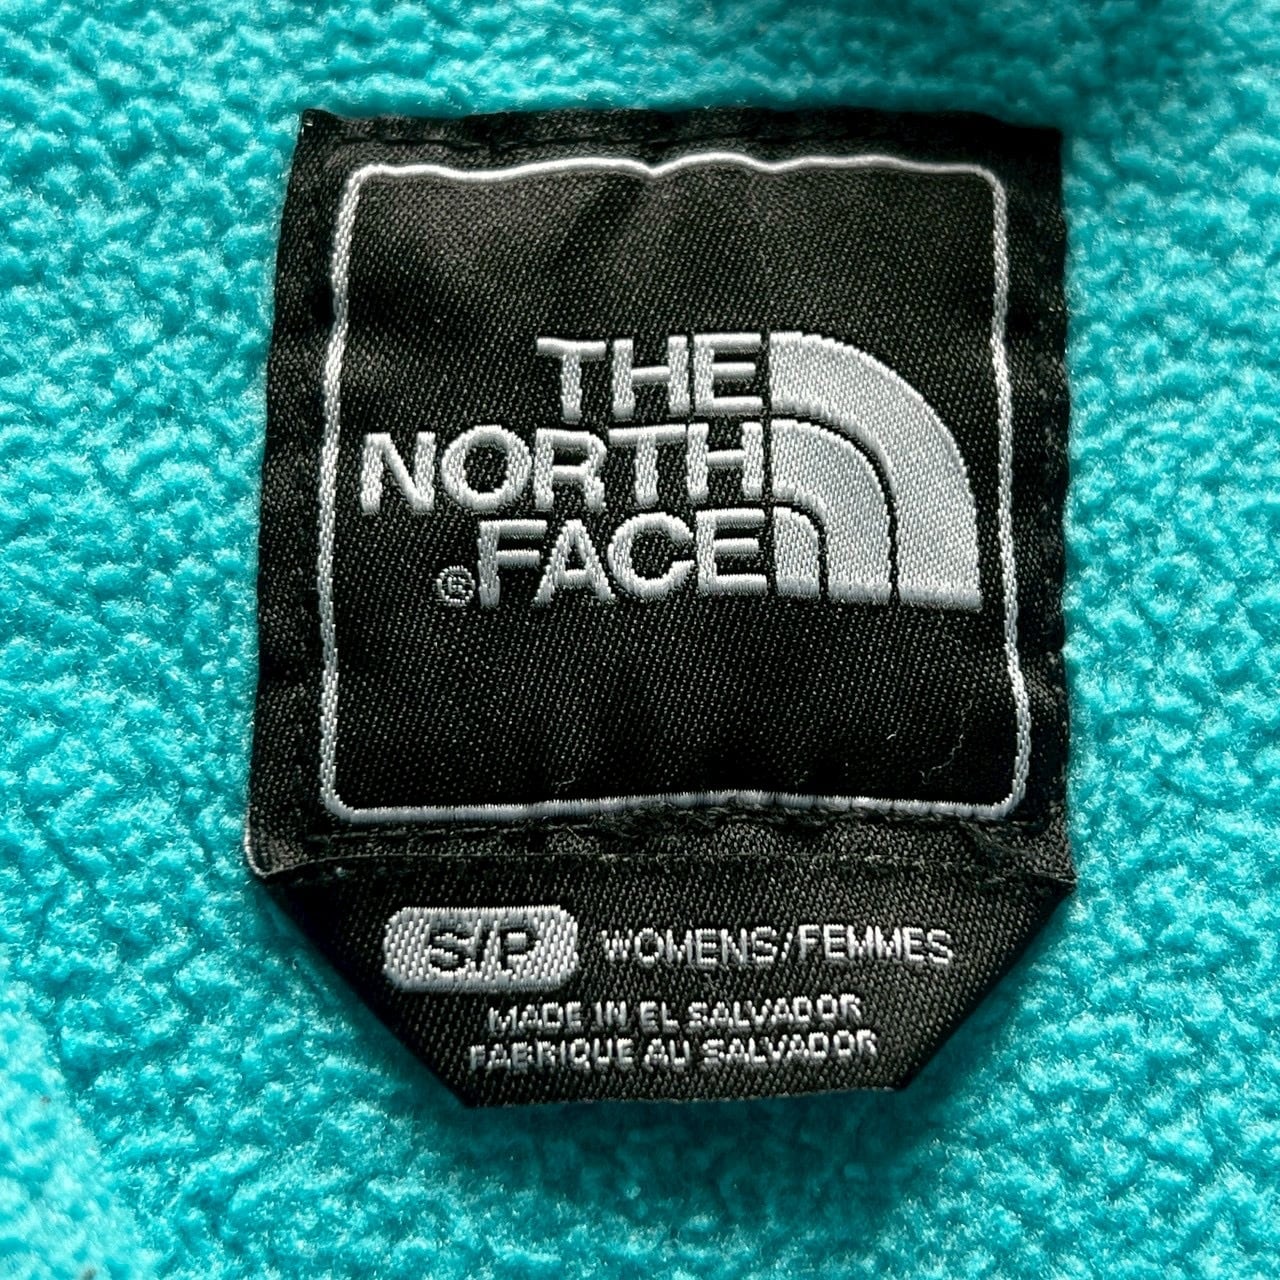 THE
NORTH
®FACE
S/P WOMENS/FEMMES
MADE IN EL SALVADOR
FABRIQUE AU SALVADOR